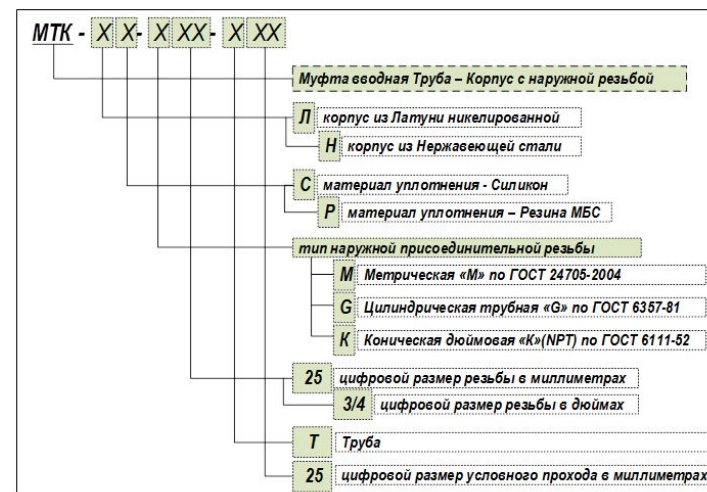 МТК - X X - X XX - X XX
Муфта вводная Труба – Корпус с наружной резьбой
Л корпус из Латуни никелированной
Н корпус из Нержавеющей стали
С материал уплотнения - Силикон
Р материал уплотнения – Резина МБС
тип наружной присоединительной резьбы
М Метрическая «М» по ГОСТ 24705-2004
G Цилиндрическая трубная «G» по ГОСТ 6357-81
К Коническая дюймовая «К»(NPT) по ГОСТ 6111-52
25 цифровой размер резьбы в миллиметрах
3/4 цифровой размер резьбы в дюймах
Т Труба
25 цифровой размер условного прохода в миллиметрах